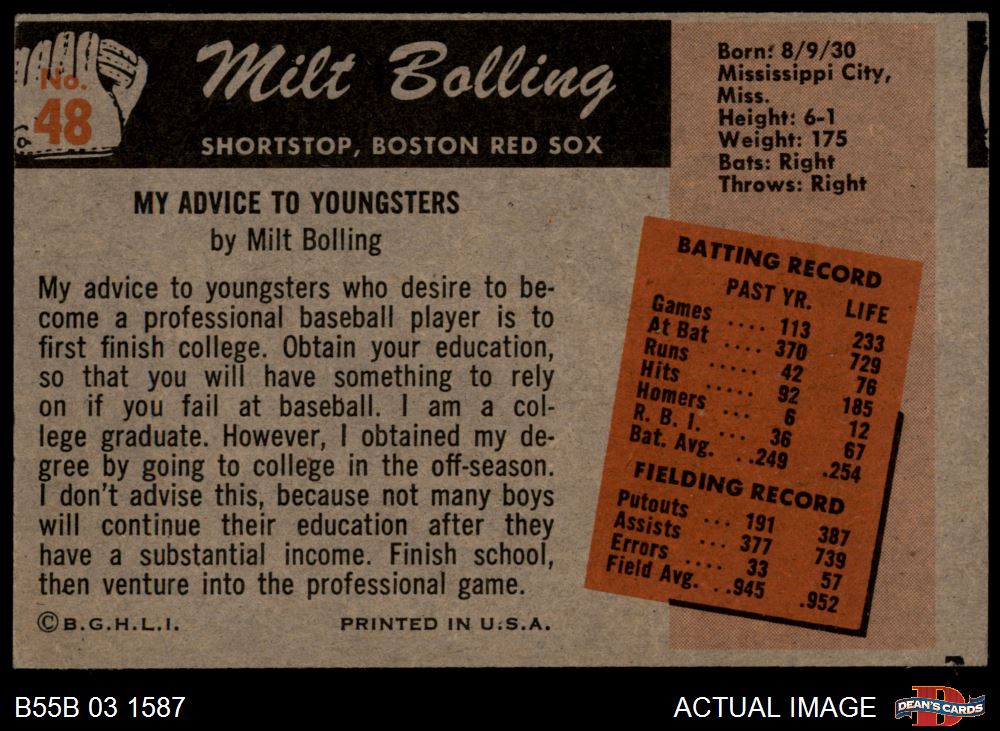 No.
48
Milt Bolling
SHORTSTOP, BOSTON RED SOX
Born: 8/9/30
Mississippi City,
Miss.
Height: 6-1
Weight: 175
Bats: Right
Throws: Right
MY ADVICE TO YOUNGSTERS
by Milt Bolling
My advice to youngsters who desire to be-
come a professional baseball player is to
first finish college. Obtain your education,
so that you will have something to rely
on if you fail at baseball. I am a col-
lege graduate. However, I obtained my de-
gree by going to college in the off-season.
I don't advise this, because not many boys
will continue their education after they
have a substantial income. Finish school,
then venture into the professional game.
©B.G.H.L.I. PRINTED IN U.S.A.
BATTING RECORD
PAST YR. LIFE
Games .... 113 233
At Bat .... 370 729
Runs ..... 42 76
Hits ..... 92 185
Homers ... 6 12
R. B. I. ... 36 67
Bat. Avg. ..249 .254
FIELDING RECORD
Putouts ... 191 387
Assists ... 377 739
Errors .... 33 57
Field Avg. . .945 .952
B55B 03 1587
ACTUAL IMAGE
DEAN'S CARDS